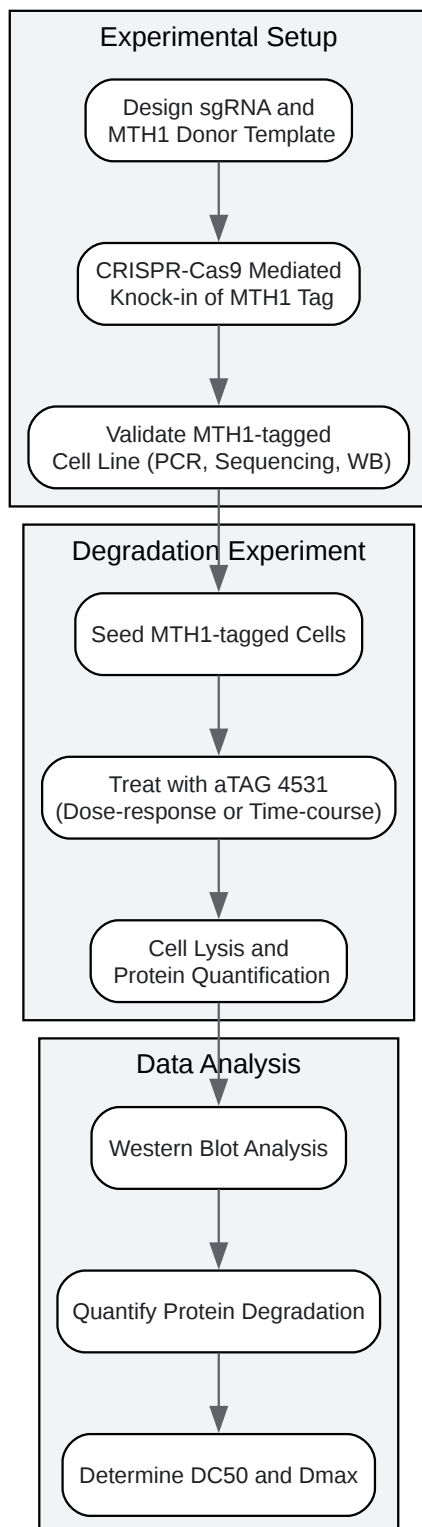 Experimental Setup
Design sgRNA and
MTH1 Donor Template
CRISPR-Cas9 Mediated
Knock-in of MTH1 Tag
Validate MTH1-tagged
Cell Line (PCR, Sequencing, WB)
Degradation Experiment
Seed MTH1-tagged Cells
Treat with aTAG 4531
(Dose-response or Time-course)
Cell Lysis and
Protein Quantification
Data Analysis
Western Blot Analysis
Quantify Protein Degradation
Determine DC50 and Dmax